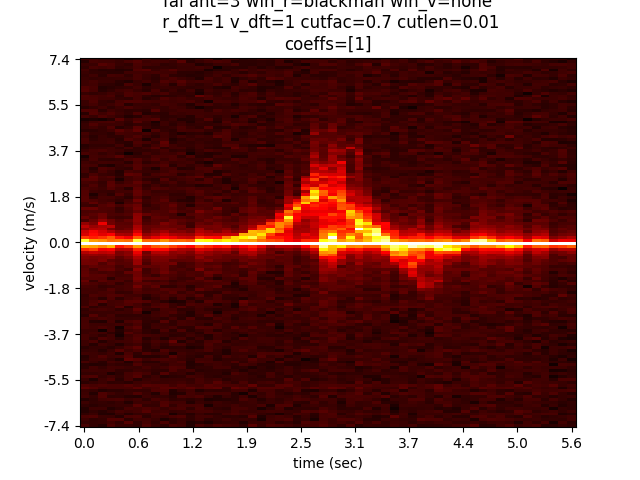 fal ant=3 win_r=blackman win_v=none
r_dft=1 v_dft=1 cutfac=0.7 cutlen=0.01
coeffs=[1]
7.4
5.5
3.7
1.8
0.0
-1.8
-3.7
-5.5
-7.4
velocity (m/s)
0.0 0.6 1.2 1.9 2.5 3.1 3.7 4.4 5.0 5.6
time (sec)